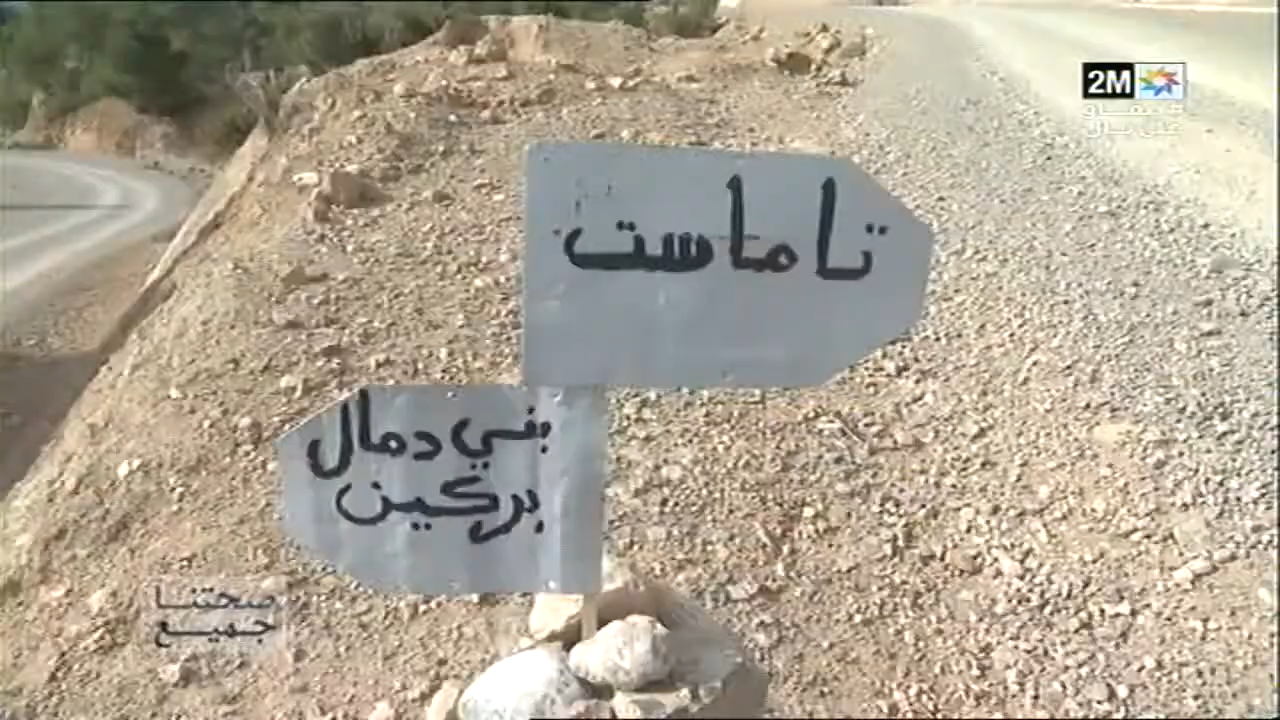 2M
تاماست
بني دمال
بركين
صحتنا
جميع